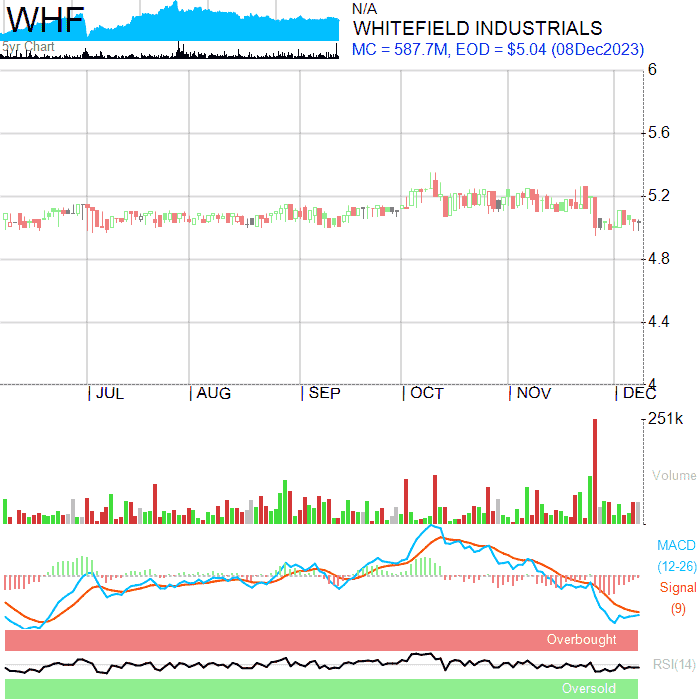 WHF
5yr Chart
N/A
WHITEFIELD INDUSTRIALS
MC = 587.7M, EOD = $5.04 (08Dec2023)
6
5.6
5.2
4.8
4.4
4
JUL AUG SEP OCT NOV DEC
251k
Volume
MACD
(12-26)
Signal
(9)
Overbought
RSI(14)
Oversold